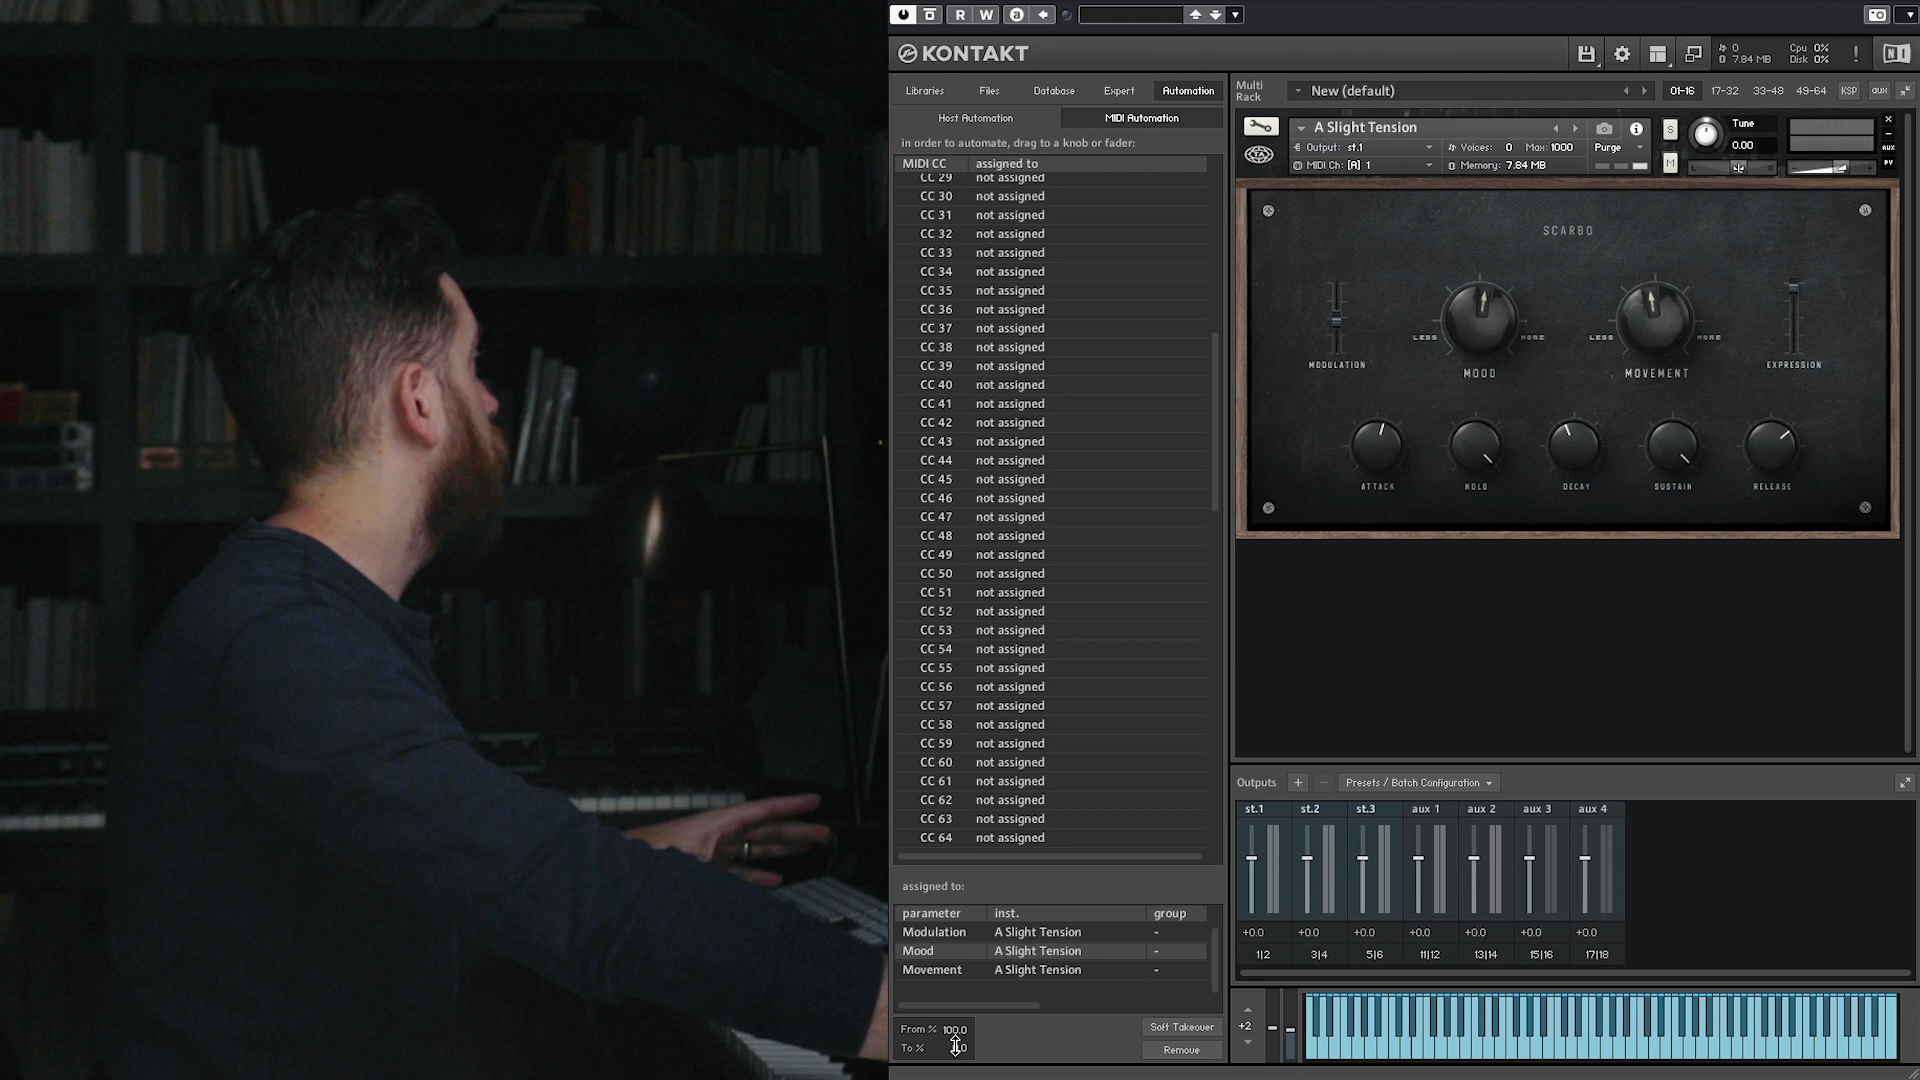 R W a
KONTAKT
0
7.84 MB
Cpu 0%
Disk 0%
!
Libraries Files Database Expert Automation
Host Automation MIDI Automation
in order to automate, drag to a knob or fader:
MIDI CC assigned to
CC 29 not assigned
CC 30 not assigned
CC 31 not assigned
CC 32 not assigned
CC 33 not assigned
CC 34 not assigned
CC 35 not assigned
CC 36 not assigned
CC 37 not assigned
CC 38 not assigned
CC 39 not assigned
CC 40 not assigned
CC 41 not assigned
CC 42 not assigned
CC 43 not assigned
CC 44 not assigned
CC 45 not assigned
CC 46 not assigned
CC 47 not assigned
CC 48 not assigned
CC 49 not assigned
CC 50 not assigned
CC 51 not assigned
CC 52 not assigned
CC 53 not assigned
CC 54 not assigned
CC 55 not assigned
CC 56 not assigned
CC 57 not assigned
CC 58 not assigned
CC 59 not assigned
CC 60 not assigned
CC 61 not assigned
CC 62 not assigned
CC 63 not assigned
CC 64 not assigned
assigned to:
parameter inst. group
Modulation A Slight Tension -
Mood A Slight Tension -
Movement A Slight Tension -
From % 100.0
To %
Soft Takeover
Remove
Multi
Rack
New (default)
01-16 17-32 33-48 49-64 KSP aux
A Slight Tension
Output: st.1 Voices: 0 Max: 1000 Purge
MIDI Ch: [A] 1 Memory: 7.84 MB
S
M
Tune
0.00
L R
AUX
PV
SCARBO
MODULATION
LESS MORE
MOOD
LESS MORE
MOVEMENT
EXPRESSION
ATTACK HOLD DECAY SUSTAIN RELEASE
Outputs + − Presets / Batch Configuration
st.1 st.2 st.3 aux 1 aux 2 aux 3 aux 4
+0.0 +0.0 +0.0 +0.0 +0.0 +0.0 +0.0
1|2 3|4 5|6 11|12 13|14 15|16 17|18
+2